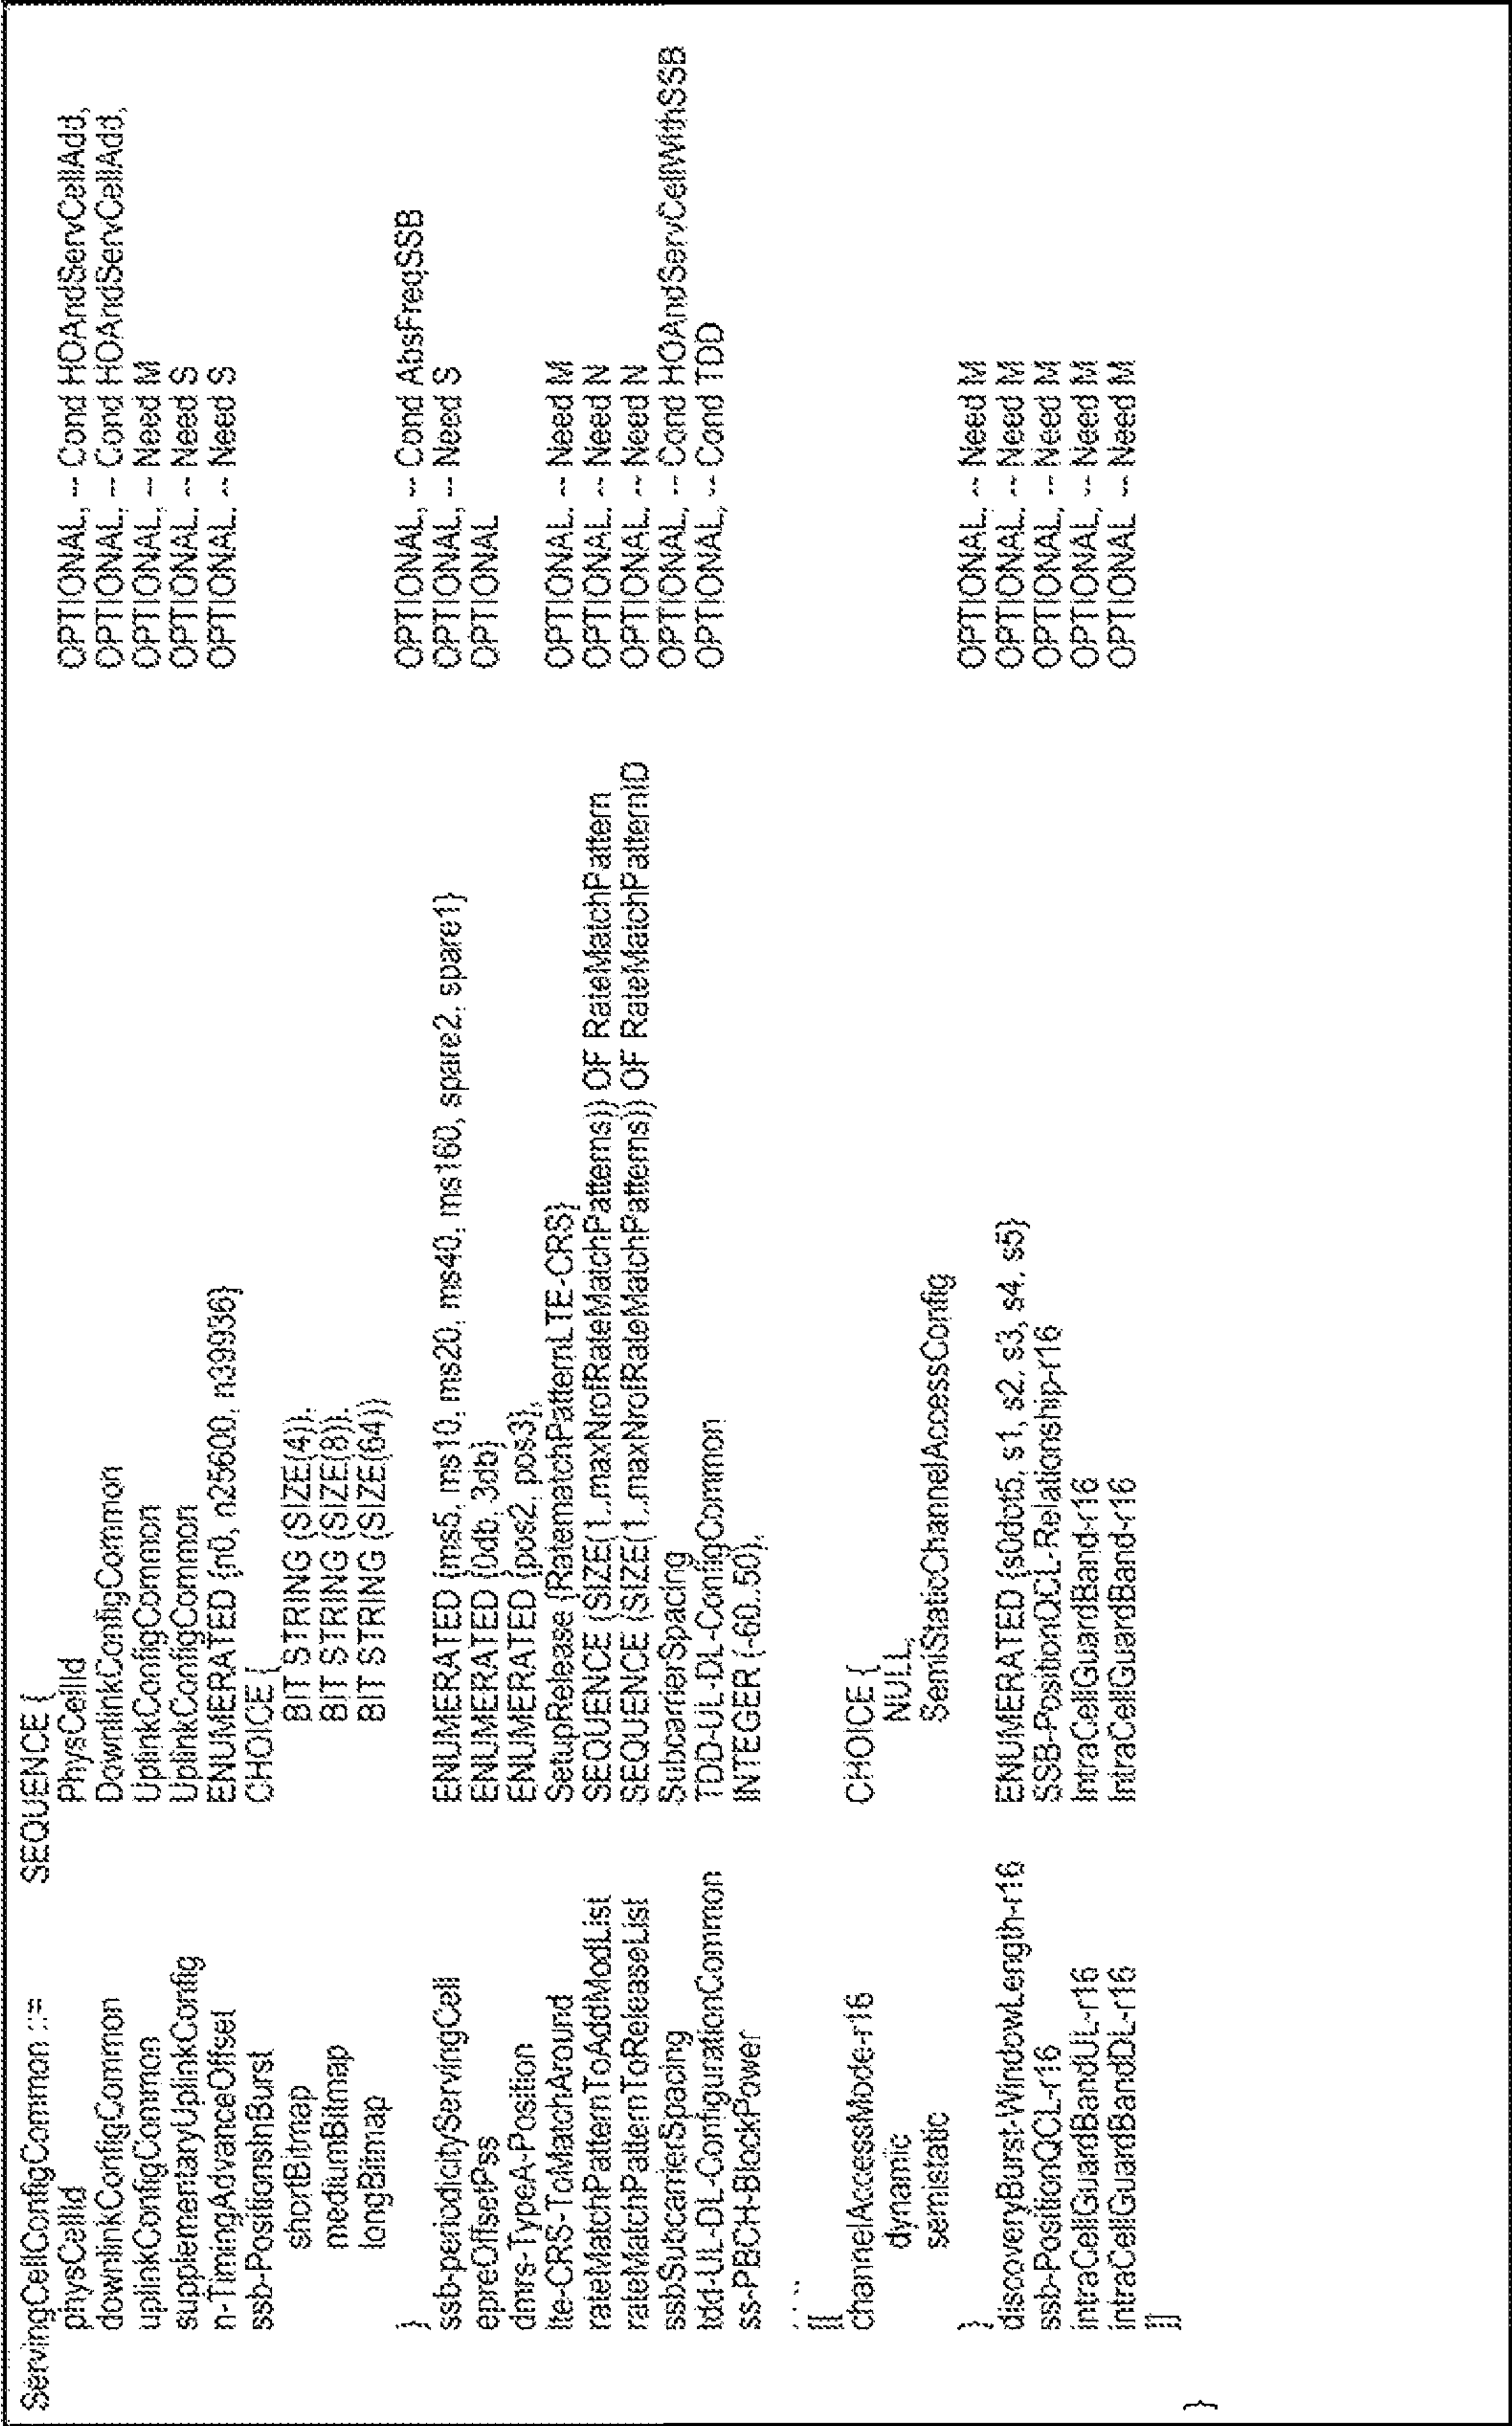 ServingCellConfigCommon ::= SEQUENCE {
physCellId PhysCellId OPTIONAL, -- Cond HOAndServCellAdd,
downlinkConfigCommon DownlinkConfigCommon OPTIONAL, -- Cond HOAndServCellAdd,
uplinkConfigCommon UplinkConfigCommon OPTIONAL, -- Need M
supplementaryUplinkConfig UplinkConfigCommon OPTIONAL, -- Need S
n-TimingAdvanceOffset ENUMERATED {n0, n25600, n39936} OPTIONAL, -- Need S
ssb-PositionsInBurst CHOICE {
shortBitmap BIT STRING (SIZE(4)),
mediumBitmap BIT STRING (SIZE(8)),
longBitmap BIT STRING (SIZE(64))
} OPTIONAL, -- Cond AbsFreqSSB
ssb-periodicityServingCell ENUMERATED {ms5, ms10, ms20, ms40, ms160, spare2, spare1} OPTIONAL, -- Need S
epreOffsetPss ENUMERATED {0db, 3db} OPTIONAL
dmrs-TypeA-Position ENUMERATED {pos2, pos3},
lte-CRS-ToMatchAround SetupRelease {RatematchPatternLTE-CRS} OPTIONAL, -- Need M
rateMatchPatternToAddModList SEQUENCE (SIZE(1..maxNrofRateMatchPatterns)) OF RateMatchPattern OPTIONAL, -- Need N
rateMatchPatternToReleaseList SEQUENCE (SIZE(1..maxNrofRateMatchPatterns)) OF RateMatchPatternID OPTIONAL, -- Need N
ssbSubcarrierSpacing SubcarrierSpacing OPTIONAL, -- Cond HOAndServCellWithSSB
tdd-UL-DL-ConfigurationCommon TDD-UL-DL-ConfigCommon OPTIONAL, -- Cond TDD
ss-PBCH-BlockPower INTEGER (-60..50),
...,
[[
channelAccessMode-r16 CHOICE {
dynamic NULL,
semistatic SemiStaticChannelAccessConfig
} OPTIONAL, -- Need M
discoveryBurst-WindowLength-r16 ENUMERATED {s0dot5, s1, s2, s3, s4, s5} OPTIONAL, -- Need M
ssb-PositionQCL-r16 SSB-PositionQCL-Relationship-r16 OPTIONAL, -- Need M
intraCellGuardBandUL-r16 IntraCellGuardBand-r16 OPTIONAL, -- Need M
intraCellGuardBandDL-r16 IntraCellGuardBand-r16 OPTIONAL -- Need M
]]
}